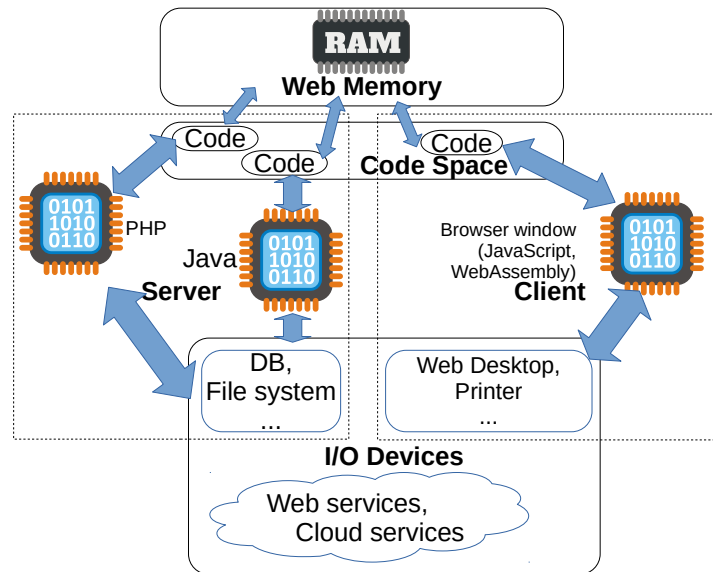 RAM
Web Memory
Code
Code
Code
Code Space
0101
1010
0110
PHP
Java
0101
1010
0110
Server
Browser window
(JavaScript,
WebAssembly)
Client
0101
1010
0110
DB,
File system
...
Web Desktop,
Printer
...
I/O Devices
Web services,
Cloud services